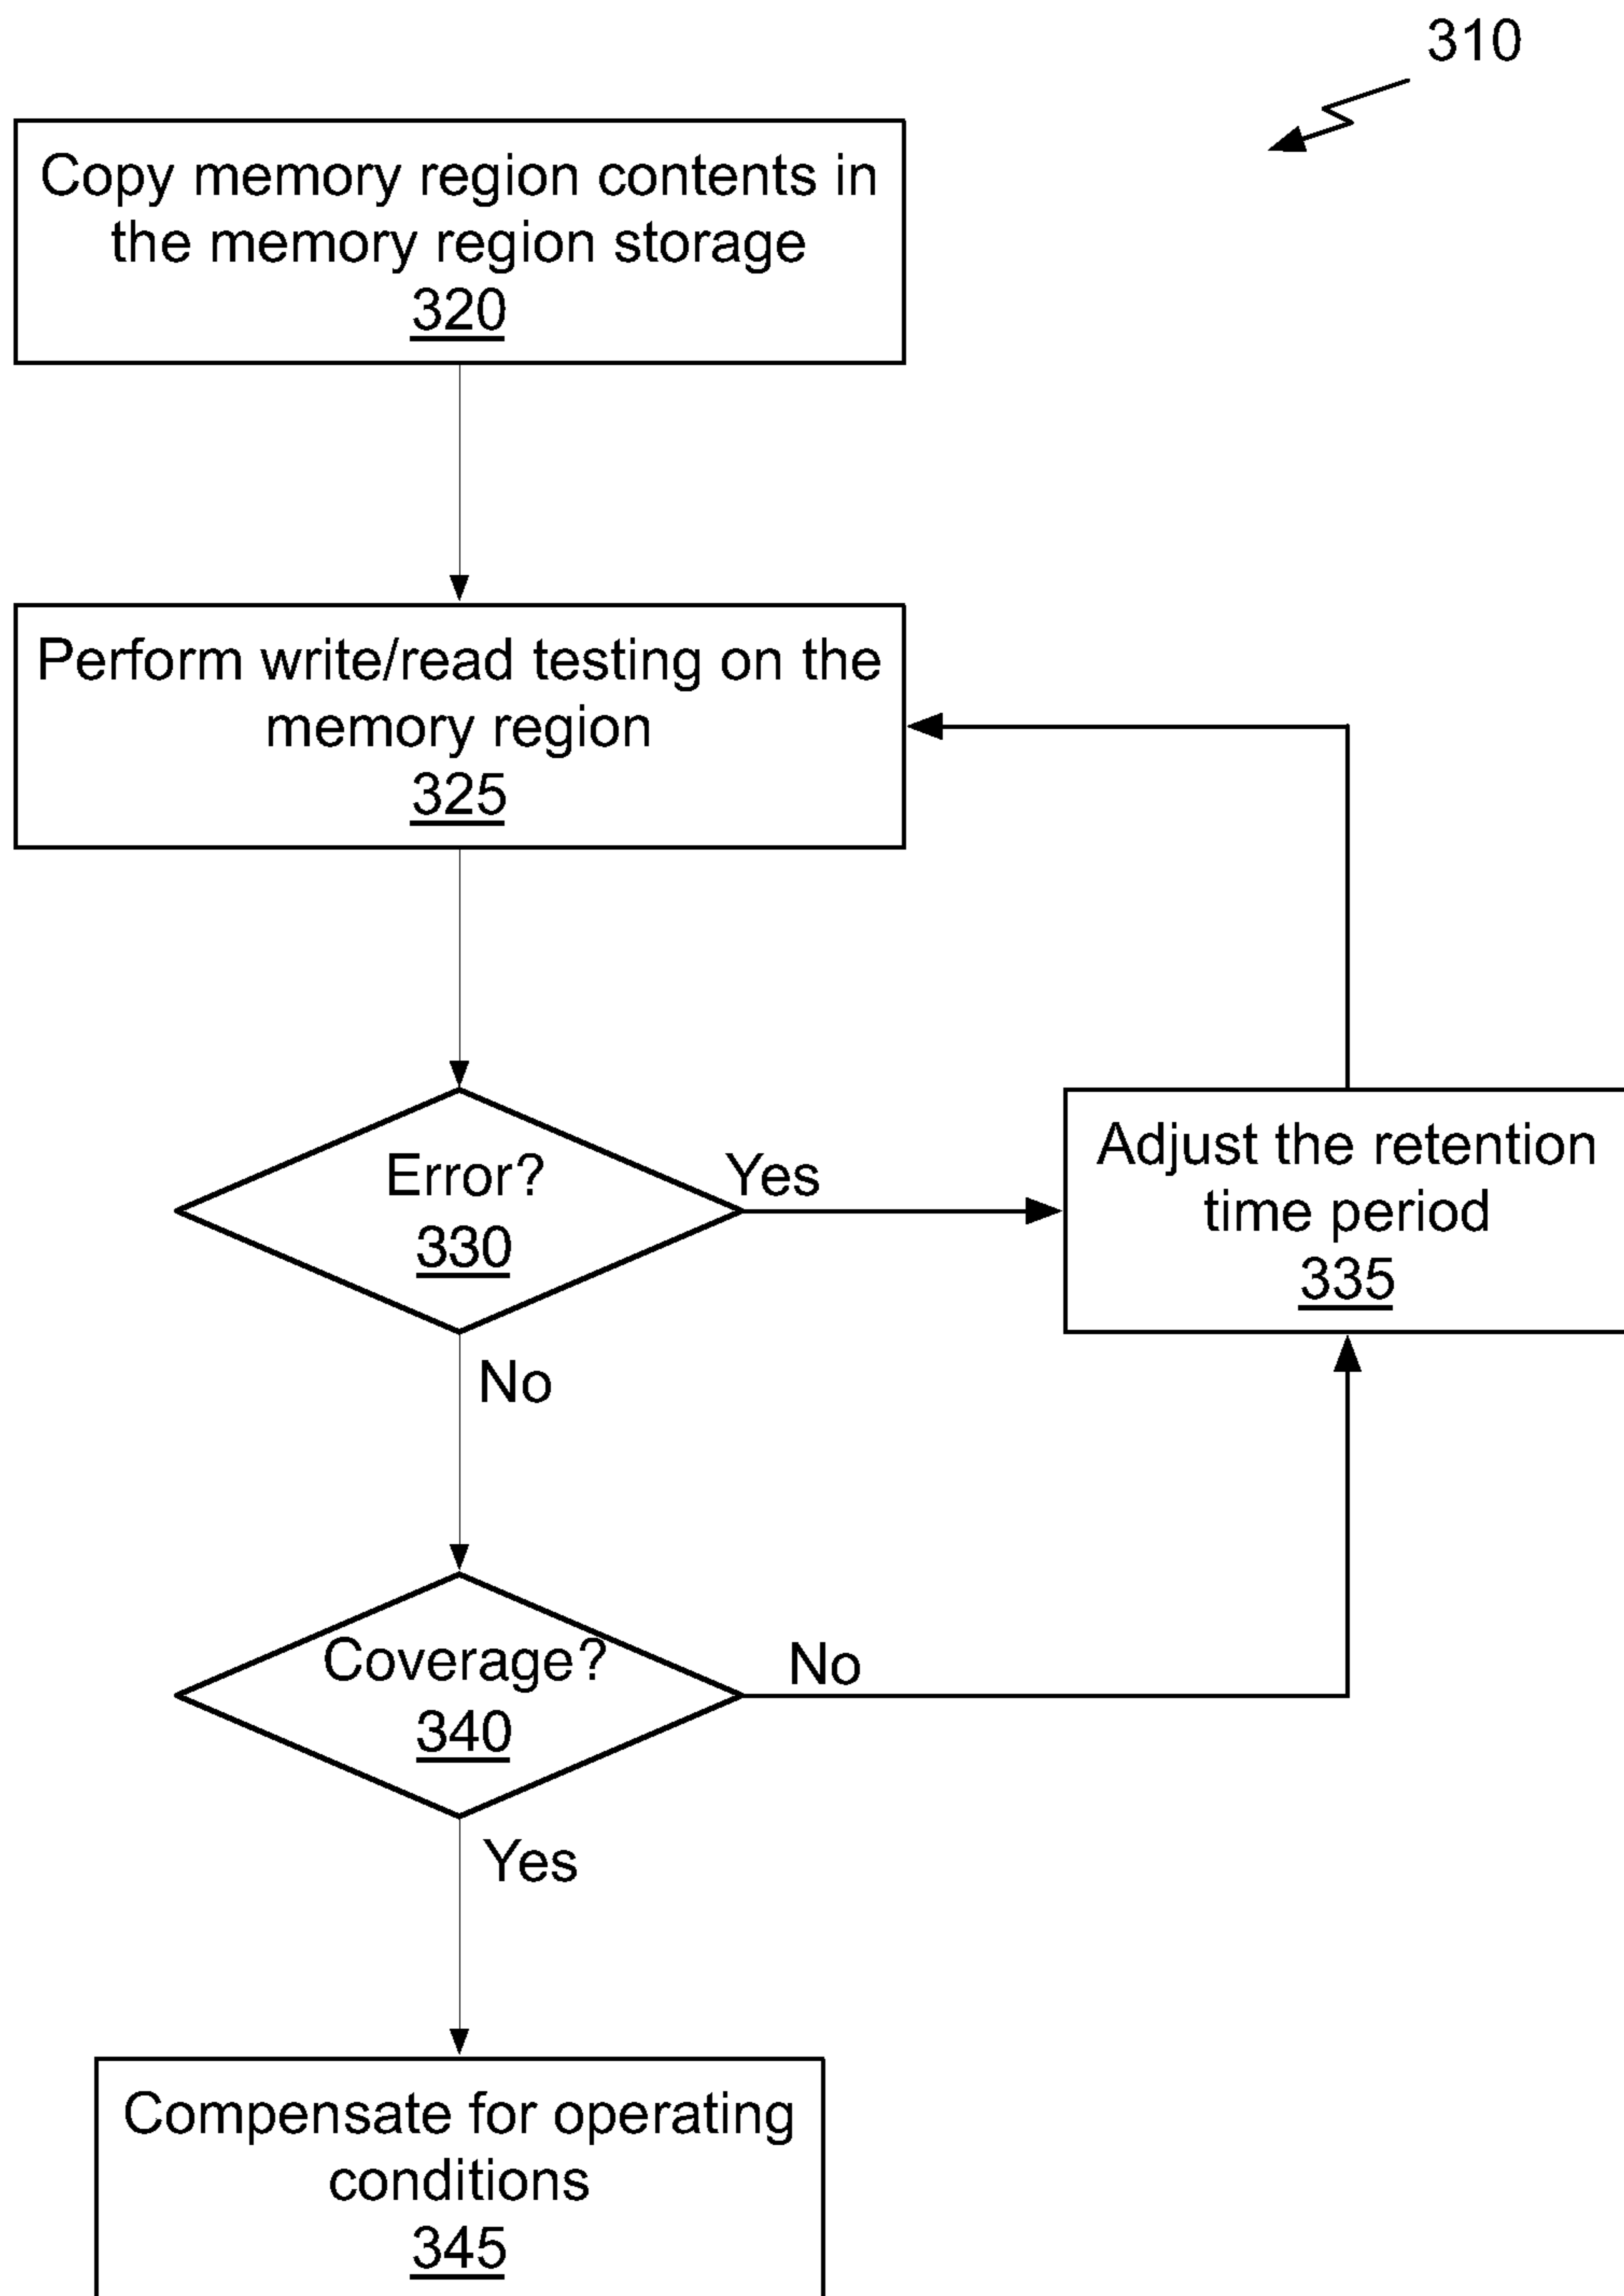 310
Copy memory region contents in
the memory region storage
320
Perform write/read testing on the
memory region
325
Error?
330
Yes
No
Adjust the retention
time period
335
Coverage?
340
No
Yes
Compensate for operating
conditions
345